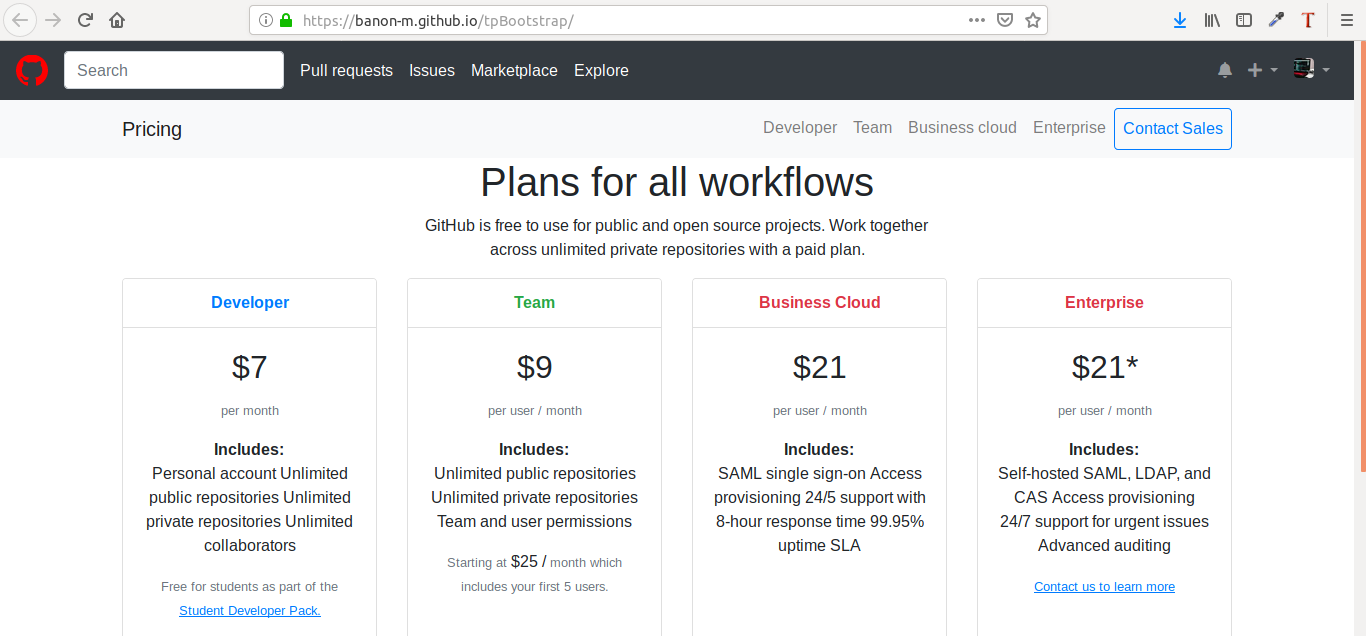 https://banon-m.github.io/tpBootstrap/
T
Search
Pull requests
Issues
Marketplace
Explore
Pricing
Developer
Team
Business cloud
Enterprise
Contact Sales
Plans for all workflows
GitHub is free to use for public and open source projects. Work together
across unlimited private repositories with a paid plan.
Developer
$7
per month
Includes:
Personal account Unlimited
public repositories Unlimited
private repositories Unlimited
collaborators
Free for students as part of the
Student Developer Pack.
Team
$9
per user / month
Includes:
Unlimited public repositories
Unlimited private repositories
Team and user permissions
Starting at $25 / month which
includes your first 5 users.
Business Cloud
$21
per user / month
Includes:
SAML single sign-on Access
provisioning 24/5 support with
8-hour response time 99.95%
uptime SLA
Enterprise
$21*
per user / month
Includes:
Self-hosted SAML, LDAP, and
CAS Access provisioning
24/7 support for urgent issues
Advanced auditing
Contact us to learn more